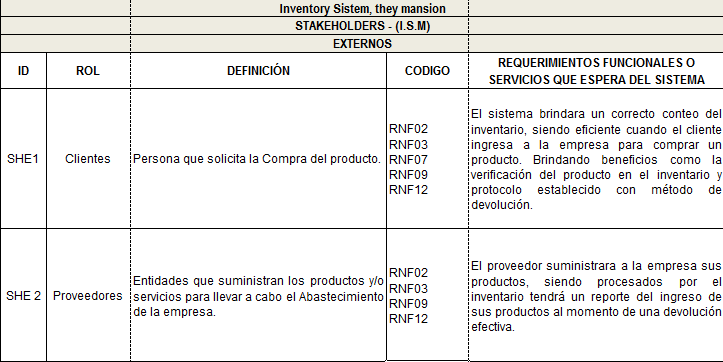 Inventory Sistem, they mansion
STAKEHOLDERS - (I.S.M)
EXTERNOS
ID
ROL
DEFINICIÓN
CODIGO
REQUERIMIENTOS FUNCIONALES O
SERVICIOS QUE ESPERA DEL SISTEMA
SHE1
Clientes
Persona que solicita la Compra del producto.
RNF02
RNF03
RNF07
RNF09
RNF12
El sistema brindara un correcto conteo del
inventario, siendo eficiente cuando el cliente
ingresa a la empresa para comprar un
producto. Brindando beneficios como la
verificación del producto en el inventario y
protocolo establecido con método de
devolución.
SHE 2
Proveedores
Entidades que suministran los productos y/o
servicios para llevar a cabo el Abastecimiento
de la empresa.
RNF02
RNF03
RNF09
RNF12
El proveedor suministrara a la empresa sus
productos, siendo procesados por el
inventario tendrá un reporte del ingreso de
sus productos al momento de una devolución
efectiva.